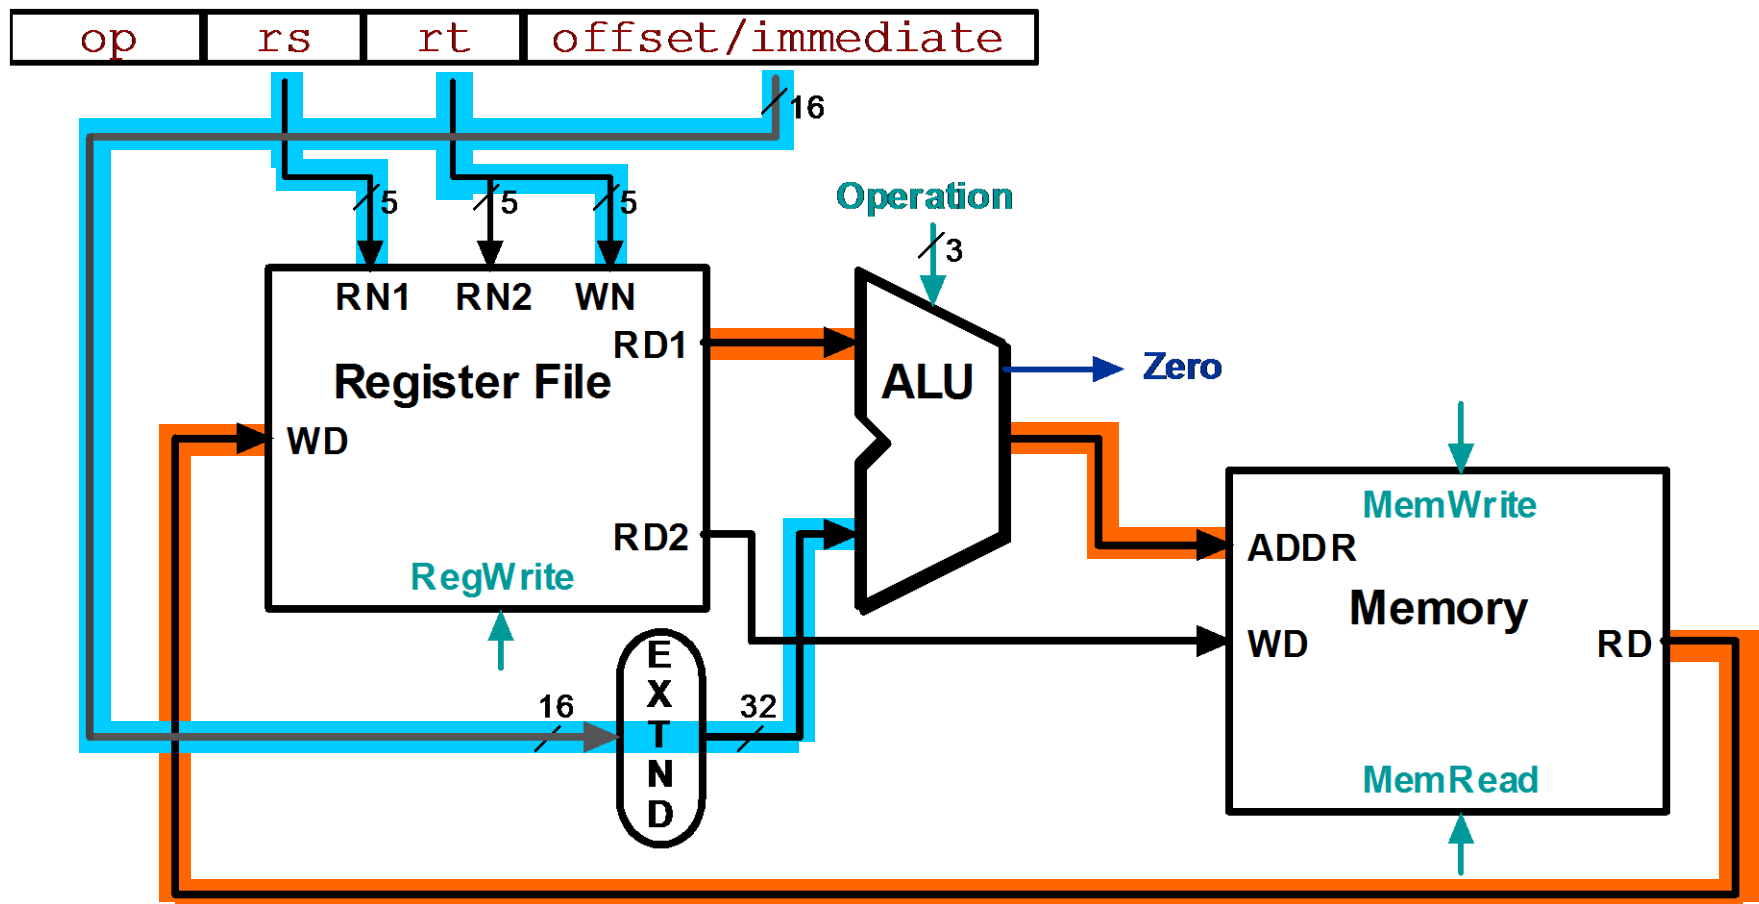 op rs rt offset/immediate
16
5 5 5
Operation
3
RN1 RN2 WN
RD1
Register File
ALU
Zero
WD
MemWrite
RD2
ADDR
RegWrite
Memory
WD
RD
E
X
T
N
D
16
32
MemRead